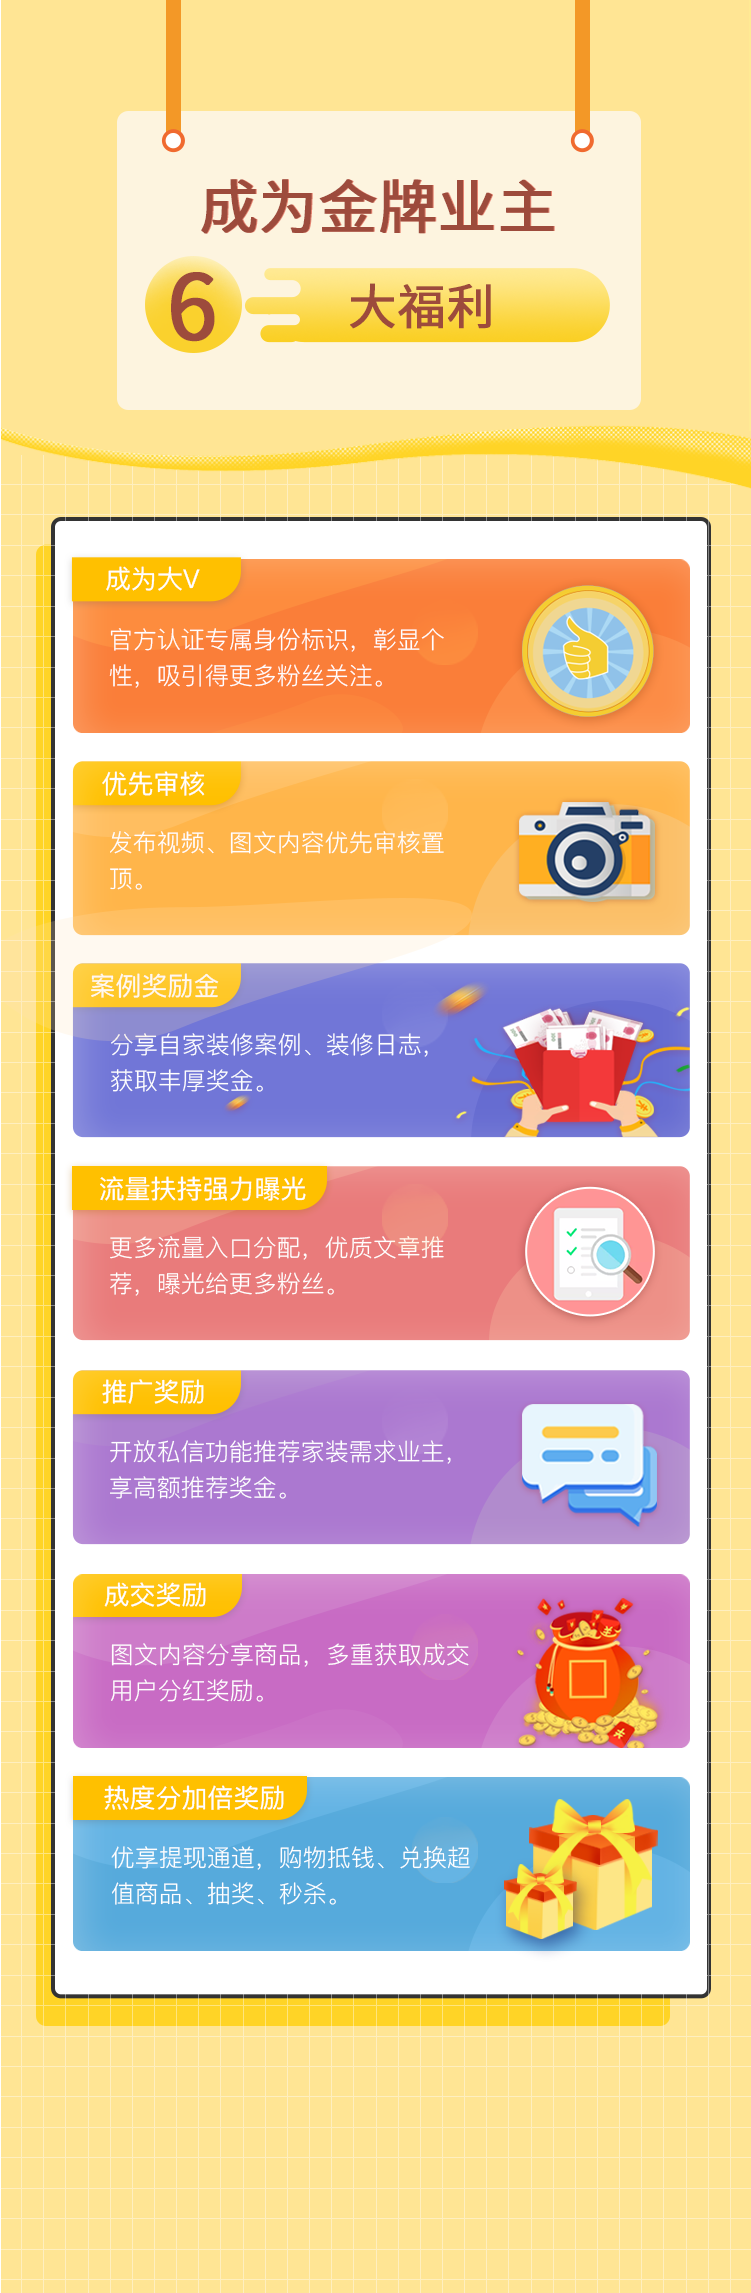 成为金牌业主
6 大福利
成为大V
官方认证专属身份标识，彰显个
性，吸引得更多粉丝关注。
优先审核
发布视频、图文内容优先审核置
顶。
案例奖励金
分享自家装修案例、装修日志，
获取丰厚奖金。
流量扶持强力曝光
更多流量入口分配，优质文章推
荐，曝光给更多粉丝。
推广奖励
开放私信功能推荐家装需求业主，
享高额推荐奖金。
成交奖励
图文内容分享商品，多重获取成交
用户分红奖励。
热度分加倍奖励
优享提现通道，购物抵钱、兑换超
值商品、抽奖、秒杀。